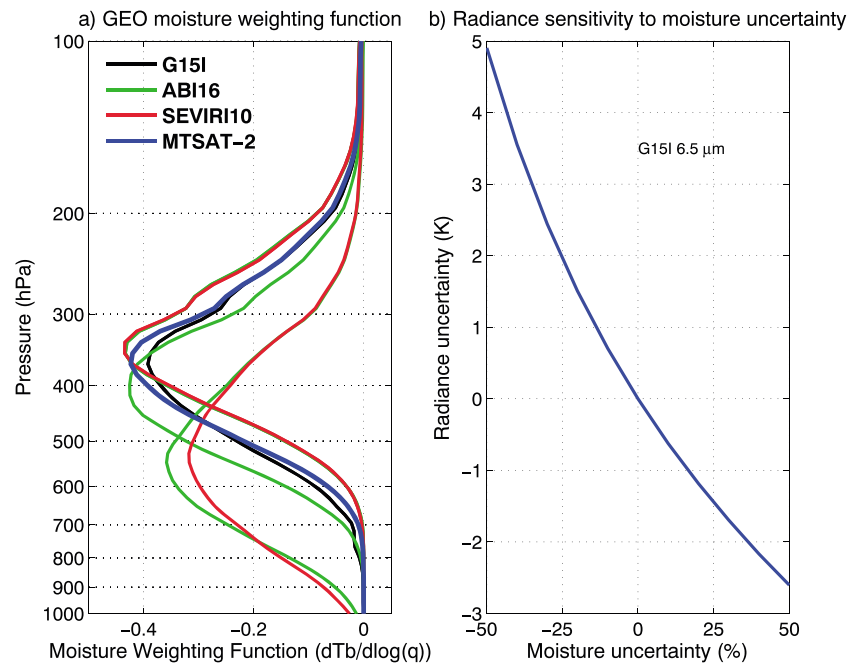 a) GEO moisture weighting function
100
200
300
400
500
600
700
800
900
1000
Pressure (hPa)
G15I
ABI16
SEVIRI10
MTSAT−2
−0.4
−0.2
0
Moisture Weighting Function (dTb/dlog(q))
b) Radiance sensitivity to moisture uncertainty
5
4
3
2
1
0
−1
−2
−3
Radiance uncertainty (K)
G15I 6.5 μm
−50
−25
0
25
50
Moisture uncertainty (%)